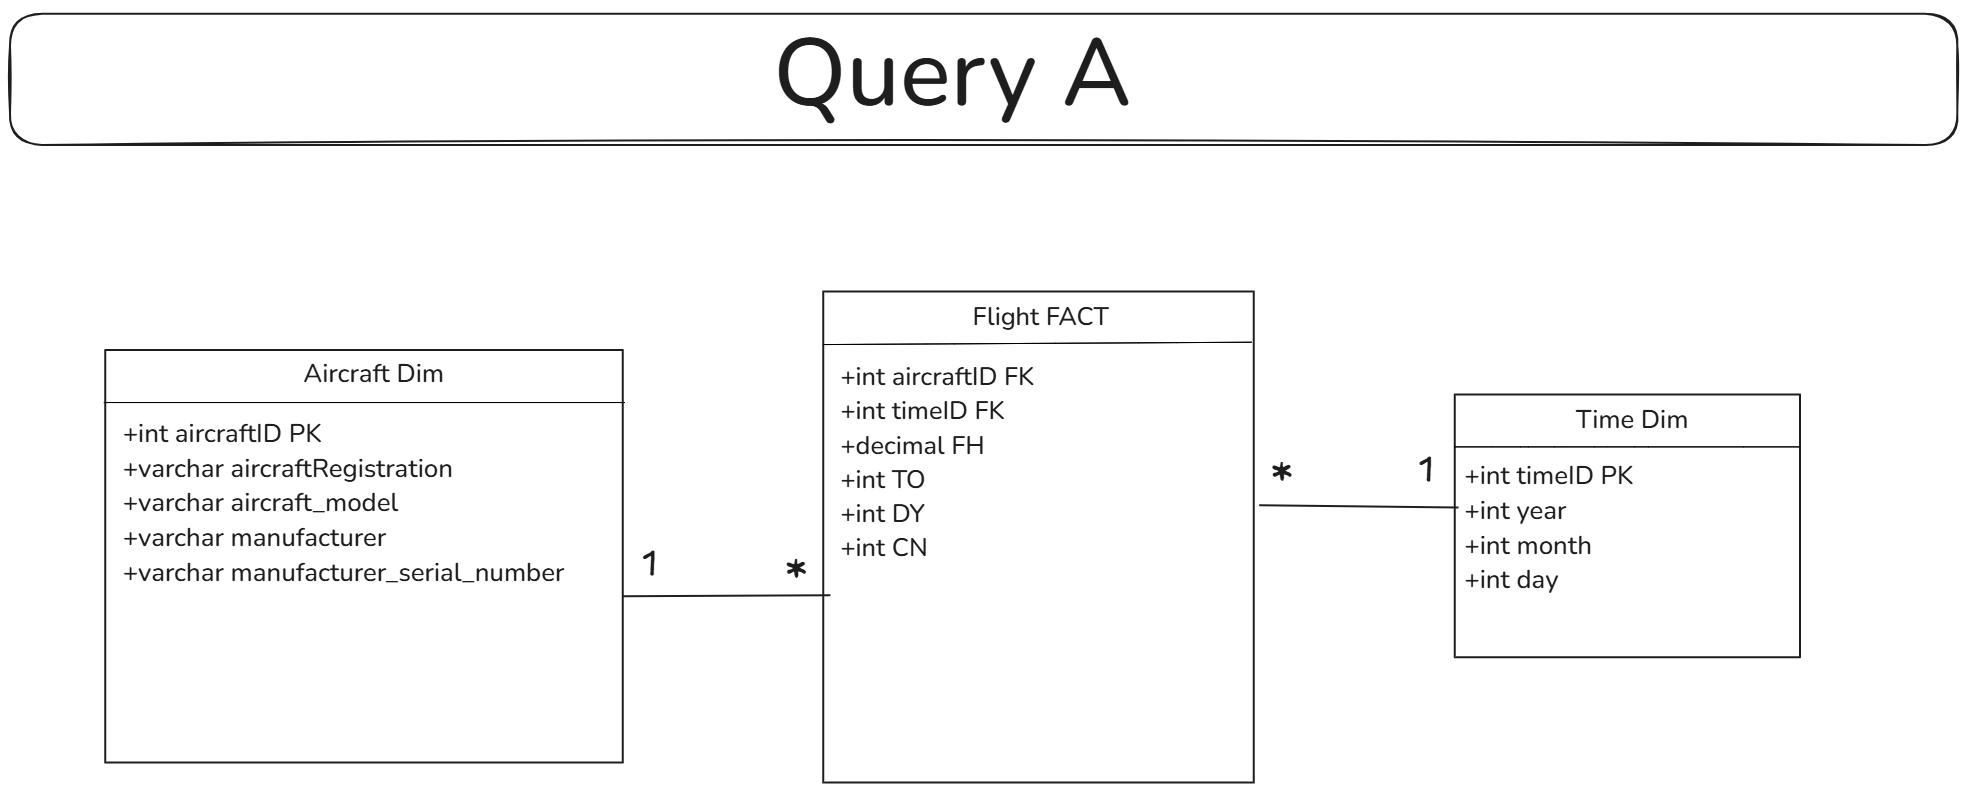 Query A
Aircraft Dim
+int aircraftID PK
+varchar aircraftRegistration
+varchar aircraft_model
+varchar manufacturer
+varchar manufacturer_serial_number
1
*
Flight FACT
+int aircraftID FK
+int timeID FK
+decimal FH
+int TO
+int DY
+int CN
*
1
Time Dim
+int timeID PK
+int year
+int month
+int day